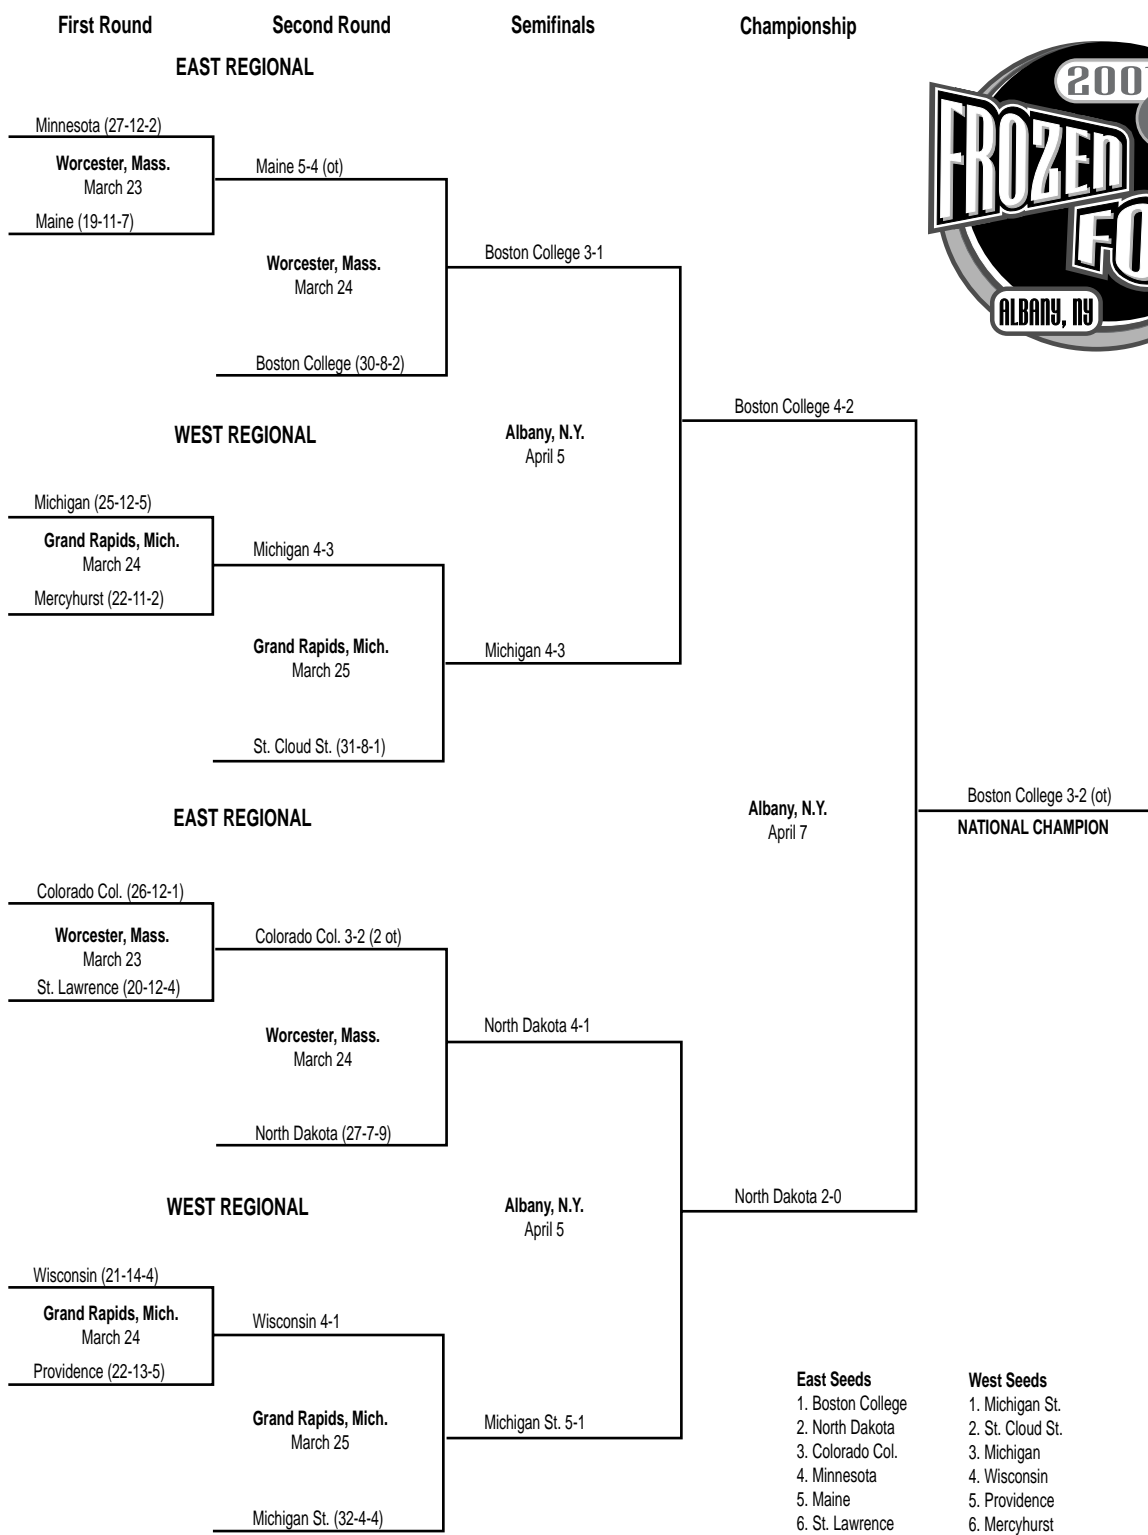 First Round Second Round Semifinals Championship
EAST REGIONAL
Minnesota (27-12-2)
Worcester, Mass.
March 23
Maine (19-11-7)
Maine 5-4 (ot)
Worcester, Mass.
March 24
Boston College (30-8-2)
Boston College 3-1
WEST REGIONAL
Michigan (25-12-5)
Grand Rapids, Mich.
March 24
Mercyhurst (22-11-2)
Michigan 4-3
Grand Rapids, Mich.
March 25
St. Cloud St. (31-8-1)
Michigan 4-3
Albany, N.Y.
April 5
Boston College 4-2
EAST REGIONAL
Colorado Col. (26-12-1)
Worcester, Mass.
March 23
St. Lawrence (20-12-4)
Colorado Col. 3-2 (2 ot)
Worcester, Mass.
March 24
North Dakota (27-7-9)
North Dakota 4-1
WEST REGIONAL
Wisconsin (21-14-4)
Grand Rapids, Mich.
March 24
Providence (22-13-5)
Wisconsin 4-1
Grand Rapids, Mich.
March 25
Michigan St. (32-4-4)
Michigan St. 5-1
Albany, N.Y.
April 5
North Dakota 2-0
Albany, N.Y.
April 7
Boston College 3-2 (ot)
NATIONAL CHAMPION
FROZEN
ALBANY, NY
East Seeds
1. Boston College
2. North Dakota
3. Colorado Col.
4. Minnesota
5. Maine
6. St. Lawrence
West Seeds
1. Michigan St.
2. St. Cloud St.
3. Michigan
4. Wisconsin
5. Providence
6. Mercyhurst